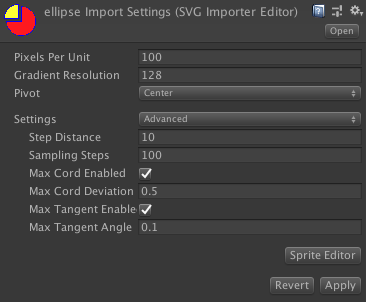 ellipse Import Settings (SVG Importer Editor)
Open
Pixels Per Unit 100
Gradient Resolution 128
Pivot Center
Settings Advanced
Step Distance 10
Sampling Steps 100
Max Cord Enabled
Max Cord Deviation 0.5
Max Tangent Enable
Max Tangent Angle 0.1
Sprite Editor
Revert Apply